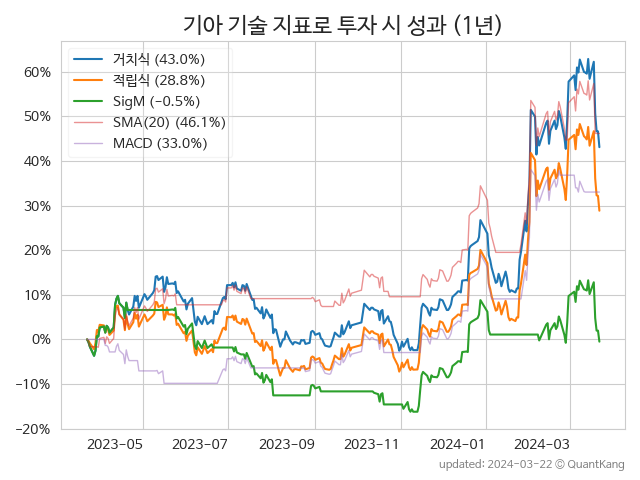 기아 기술 지표로 투자 시 성과 (1년)
거치식 (43.0%)
적립식 (28.8%)
SigM (−0.5%)
SMA(20) (46.1%)
MACD (33.0%)
60%
50%
40%
30%
20%
10%
0%
−10%
−20%
2023−05
2023−07
2023−09
2023−11
2024−01
2024−03
updated: 2024−03−22 © QuantKang